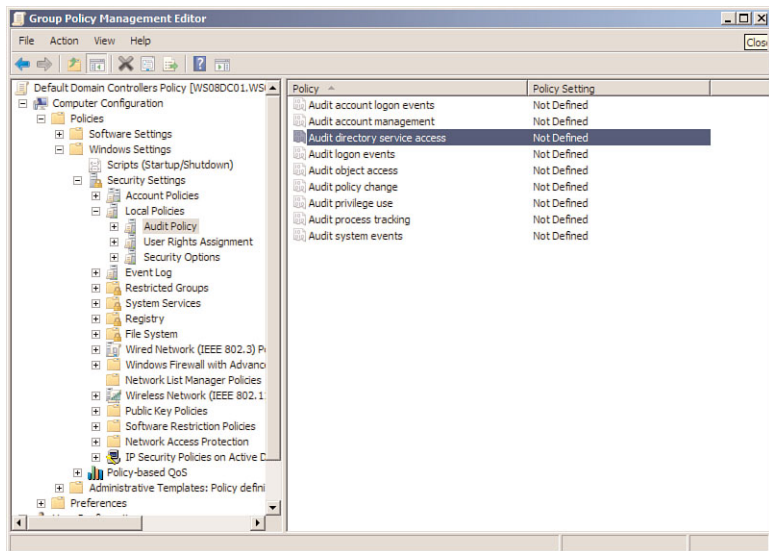 Group Policy Management Editor
File Action View Help
Clos
Default Domain Controllers Policy [WS08DC01.WS
Computer Configuration
Policies
Software Settings
Windows Settings
Scripts (Startup/Shutdown)
Security Settings
Account Policies
Local Policies
Audit Policy
User Rights Assignment
Security Options
Event Log
Restricted Groups
System Services
Registry
File System
Wired Network (IEEE 802.3) P
Windows Firewall with Advanc
Network List Manager Policies
Wireless Network (IEEE 802.1
Public Key Policies
Software Restriction Policies
Network Access Protection
IP Security Policies on Active D
Policy-based QoS
Administrative Templates: Policy defini
Preferences
Policy Policy Setting
Audit account logon events Not Defined
Audit account management Not Defined
Audit directory service access Not Defined
Audit logon events Not Defined
Audit object access Not Defined
Audit policy change Not Defined
Audit privilege use Not Defined
Audit process tracking Not Defined
Audit system events Not Defined